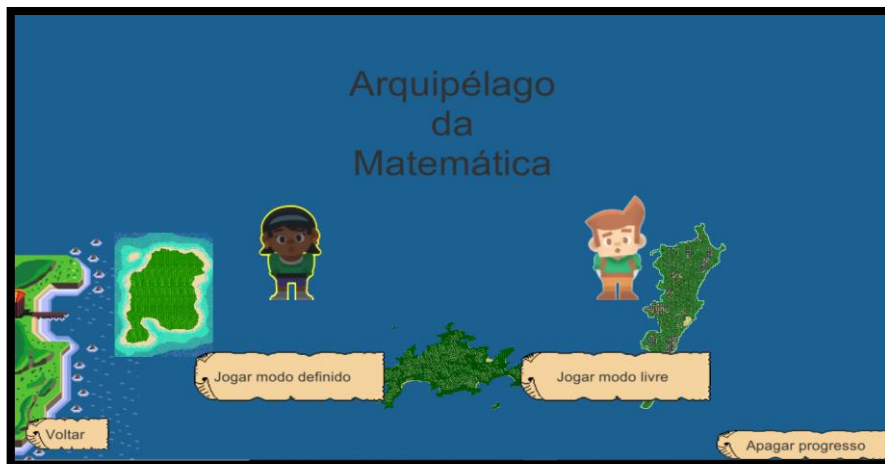 Arquipélago
da
Matemática
Jogar modo definido
Jogar modo livre
Voltar
Apagar progresso